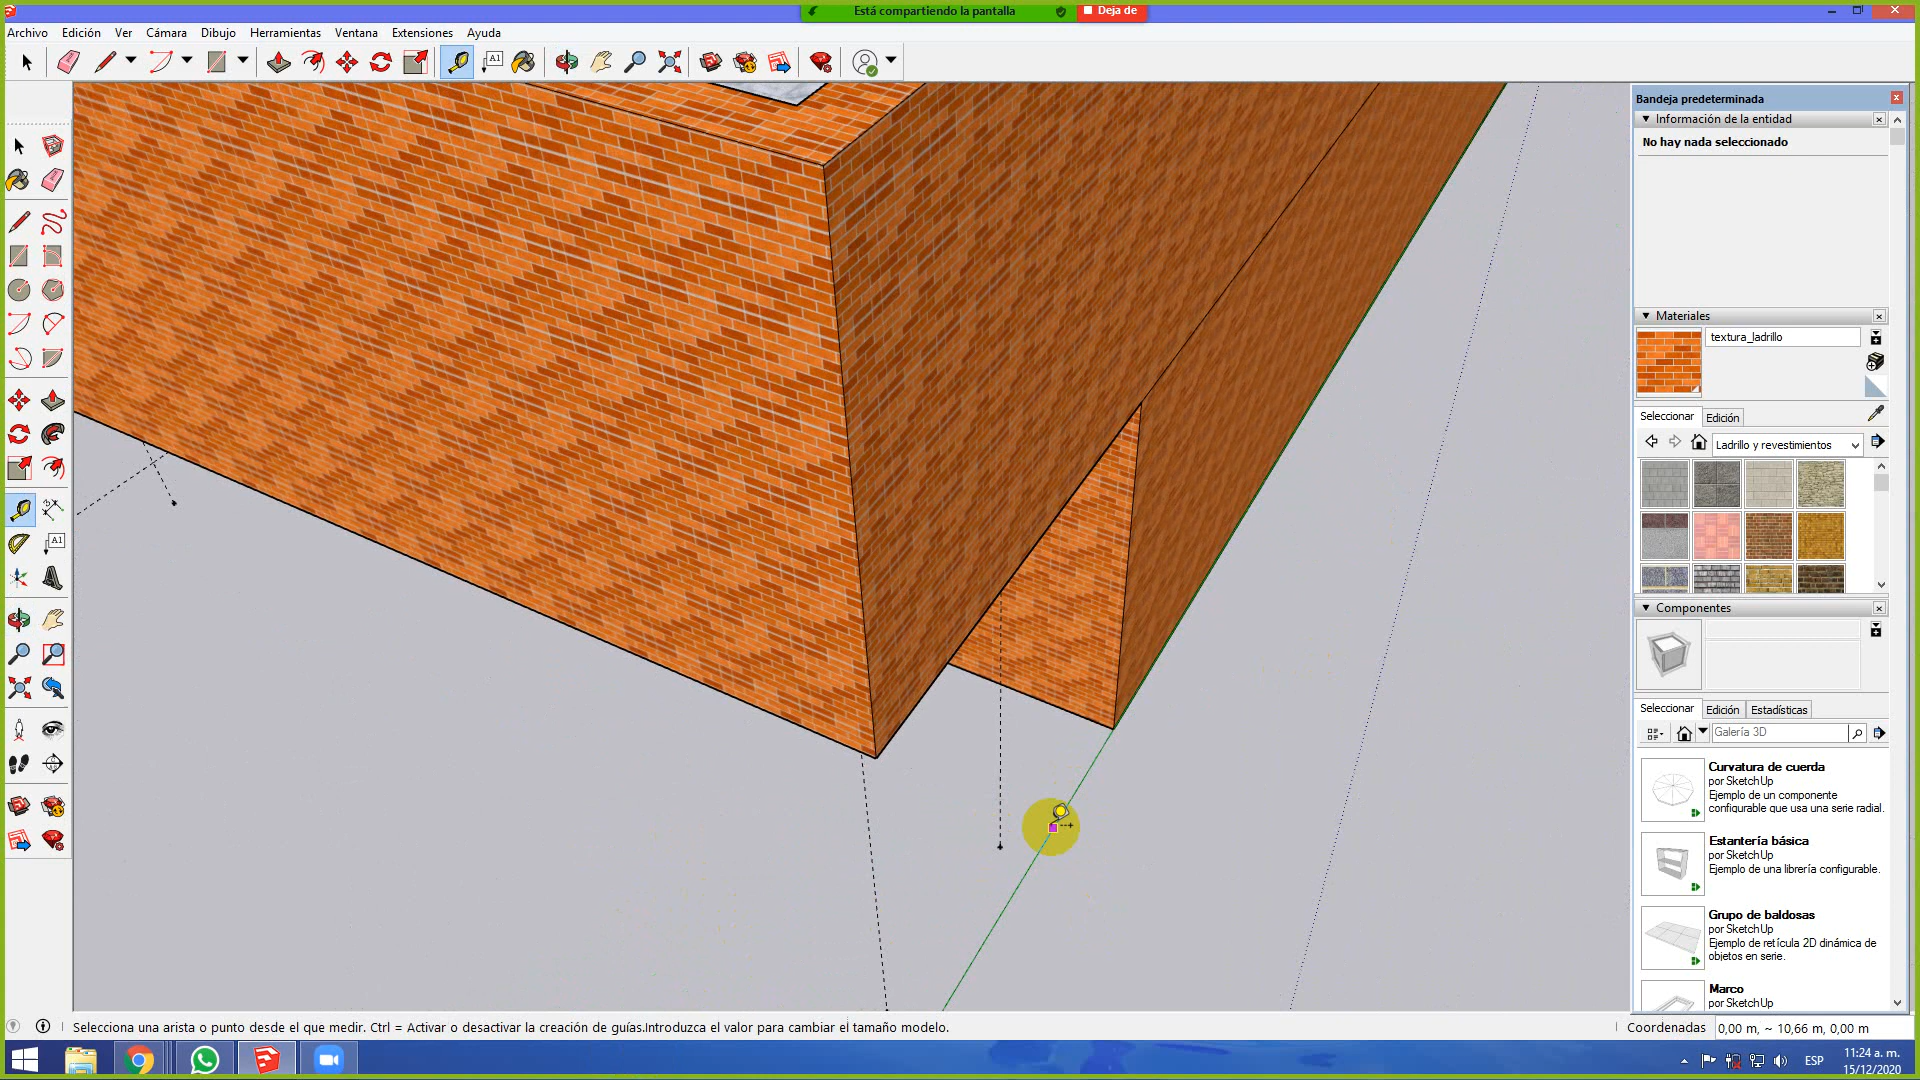 Está compartiendo la pantalla
Deja de
Archivo Edición Ver Cámara Dibujo Herramientas Ventana Extensiones Ayuda
A1
Bandeja predeterminada
Información de la entidad
No hay nada seleccionado
Materiales
textura_ladrillo
Seleccionar Edición
Ladrillo y revestimientos
A1
Componentes
Seleccionar Edición Estadísticas
Galería 3D
Curvatura de cuerda
por SketchUp
Ejemplo de un componente
configurable que usa una serie radial.
Estantería básica
por SketchUp
Ejemplo de una librería configurable.
Grupo de baldosas
por SketchUp
Ejemplo de retícula 2D dinámica de
objetos en serie.
Marco
por SketchUp
Selecciona una arista o punto desde el que medir. Ctrl = Activar o desactivar la creación de guías.Introduzca el valor para cambiar el tamaño modelo.
Coordenadas 0,00 m, ~ 10,66 m, 0,00 m
ESP
11:24 a. m.
15/12/2020